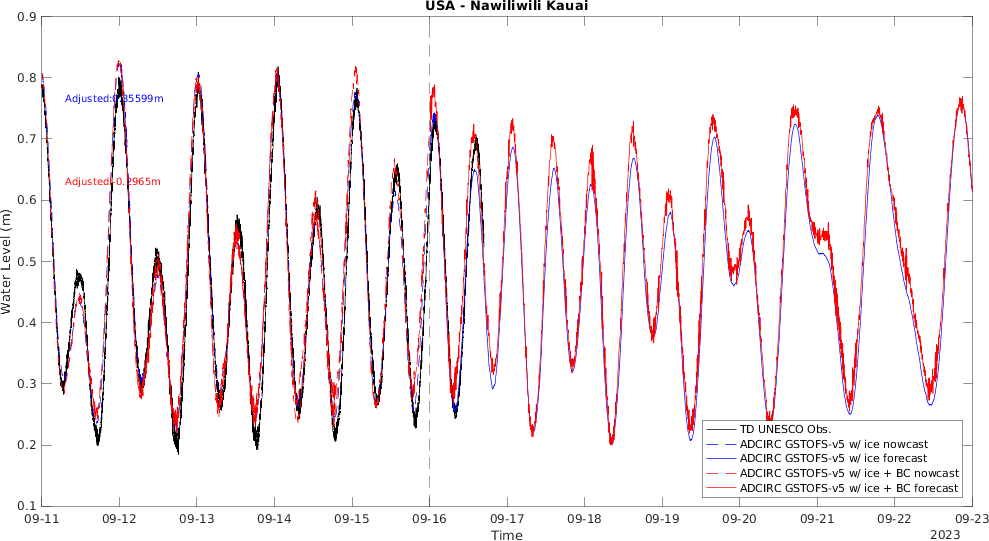 USA - Nawiliwili Kauai
0.9
0.8
0.7
0.6
0.5
0.4
0.3
0.2
0.1
Water Level (m)
Adjusted:
Adjusted:-0.2965m
TD UNESCO Obs.
ADCIRC GSTOFS-v5 w/ ice nowcast
ADCIRC GSTOFS-v5 w/ ice forecast
ADCIRC GSTOFS-v5 w/ ice + BC nowcast
ADCIRC GSTOFS-v5 w/ ice + BC forecast
09-11 09-12 09-13 09-14 09-15 09-16 09-17 09-18 09-19 09-20 09-21 09-22 09-23
2023
Time